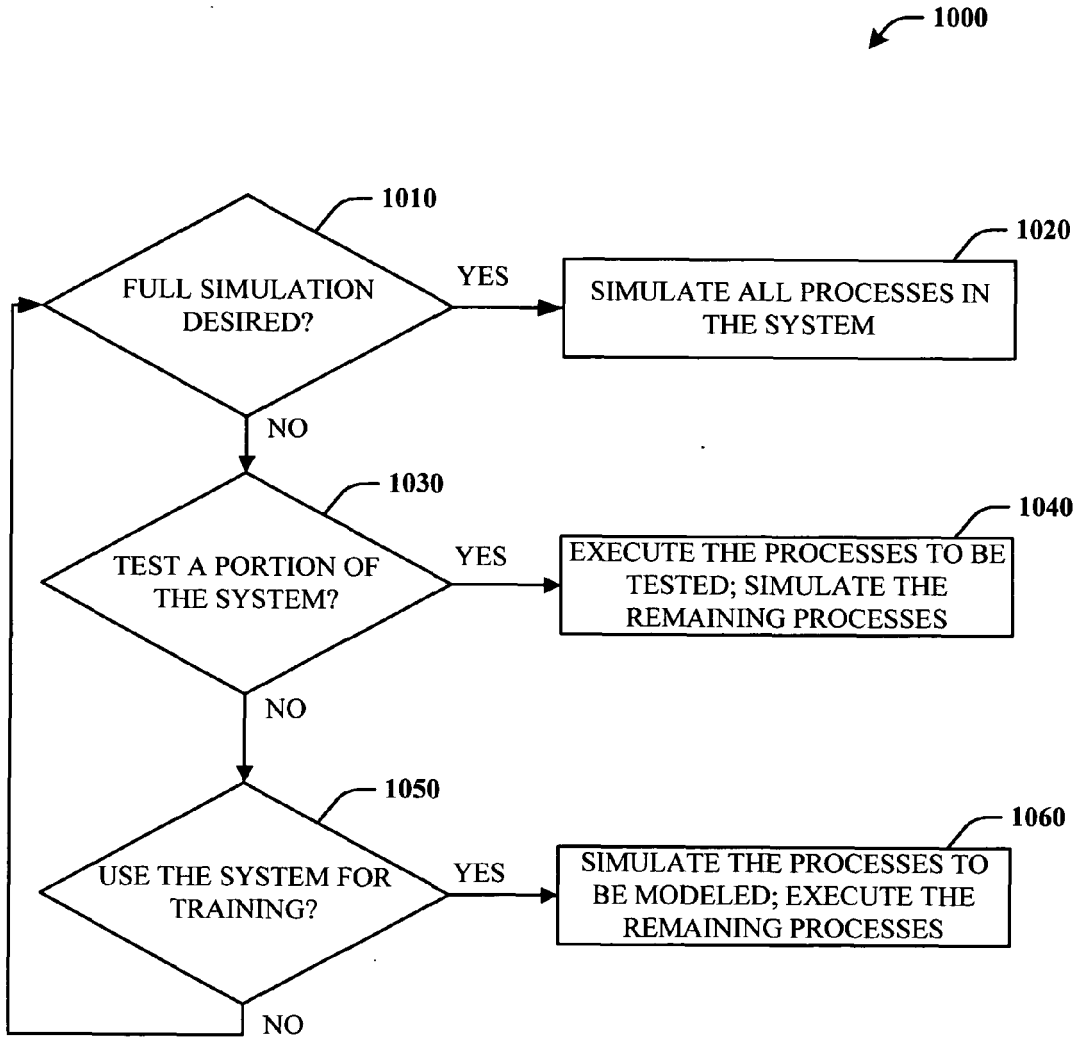 1000
1010
FULL SIMULATION
DESIRED?
YES
1020
SIMULATE ALL PROCESSES IN
THE SYSTEM
NO
1030
TEST A PORTION OF
THE SYSTEM?
YES
1040
EXECUTE THE PROCESSES TO BE
TESTED; SIMULATE THE
REMAINING PROCESSES
NO
1050
USE THE SYSTEM FOR
TRAINING?
YES
1060
SIMULATE THE PROCESSES TO
BE MODELED; EXECUTE THE
REMAINING PROCESSES
NO